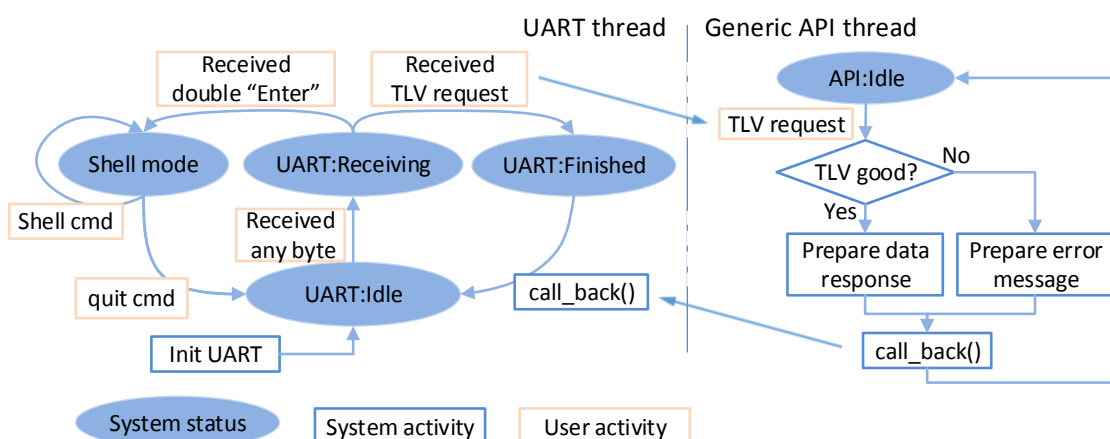 UART thread
Generic API thread
Received
double “Enter”
Received
TLV request
API:Idle
TLV request
Shell mode
UART:Receiving
UART:Finished
TLV good?
No
Yes
Shell cmd
Received
any byte
Prepare data
response
Prepare error
message
quit cmd
UART:Idle
call_back()
Init UART
call_back()
System status
System activity
User activity